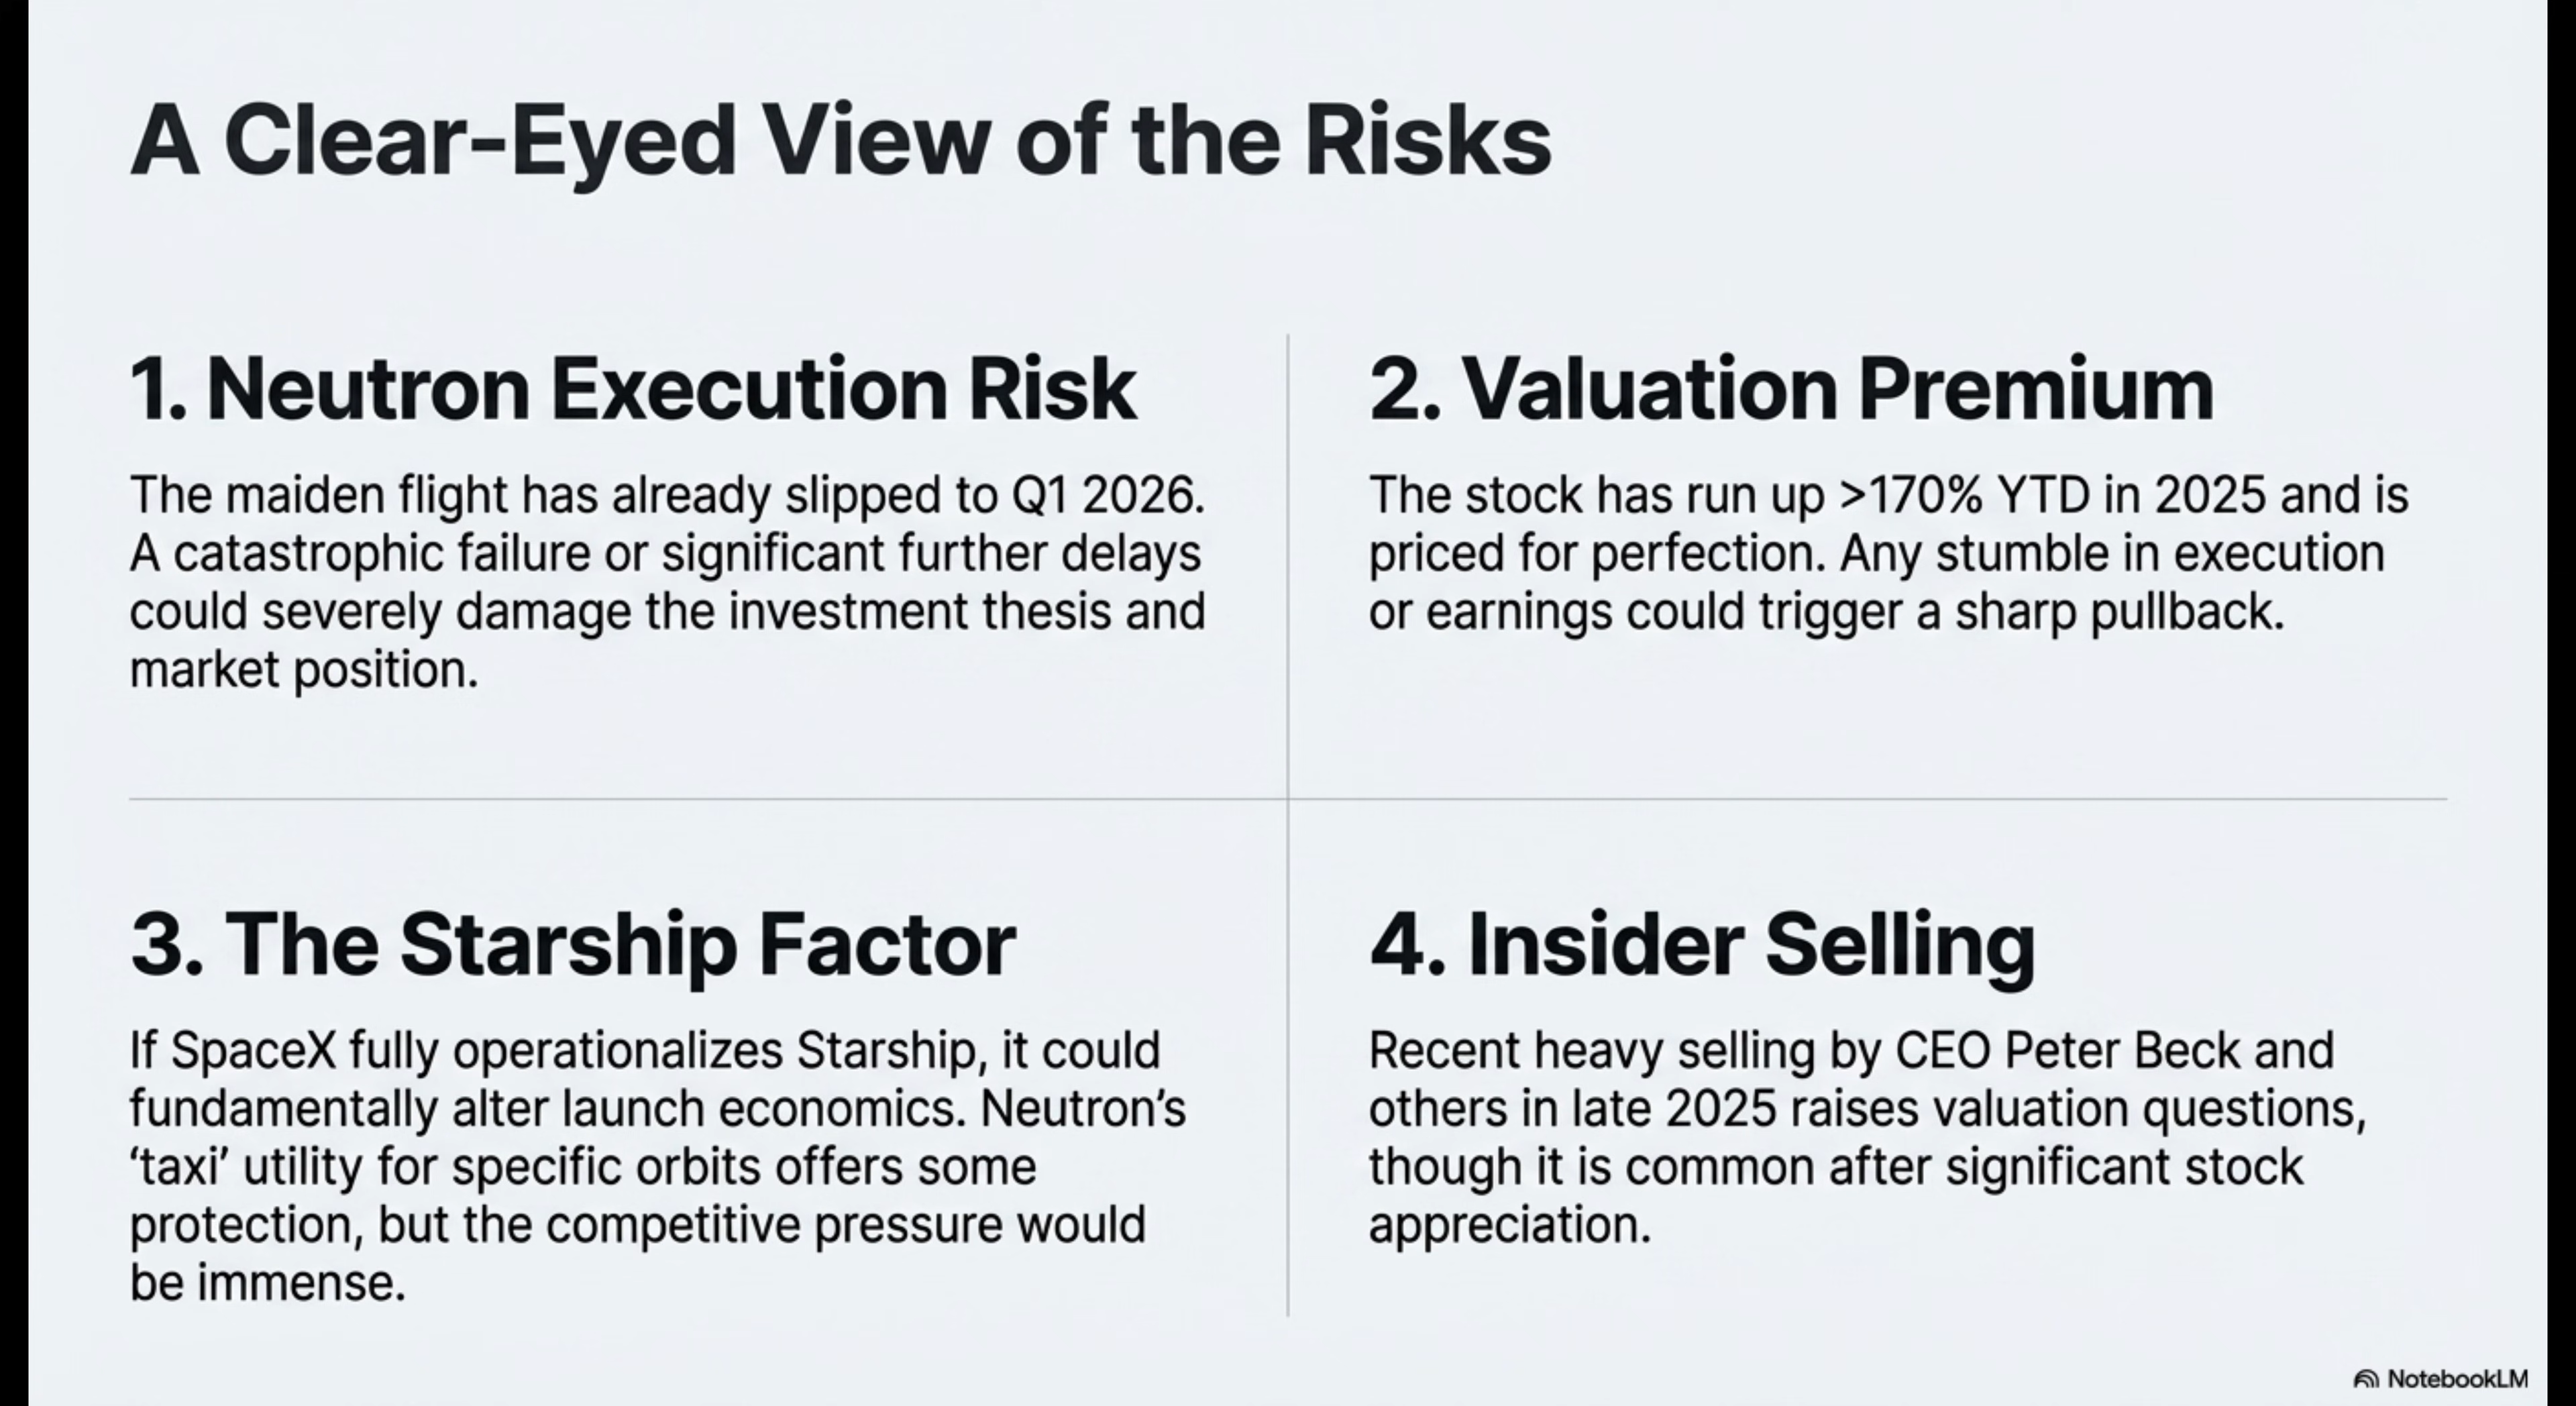 A Clear-Eyed View of the Risks
1. Neutron Execution Risk
The maiden flight has already slipped to Q1 2026.
A catastrophic failure or significant further delays
could severely damage the investment thesis and
market position.
2. Valuation Premium
The stock has run up >170% YTD in 2025 and is
priced for perfection. Any stumble in execution
or earnings could trigger a sharp pullback.
3. The Starship Factor
If SpaceX fully operationalizes Starship, it could
fundamentally alter launch economics. Neutron’s
‘taxi’ utility for specific orbits offers some
protection, but the competitive pressure would
be immense.
4. Insider Selling
Recent heavy selling by CEO Peter Beck and
others in late 2025 raises valuation questions,
though it is common after significant stock
appreciation.
NotebookLM